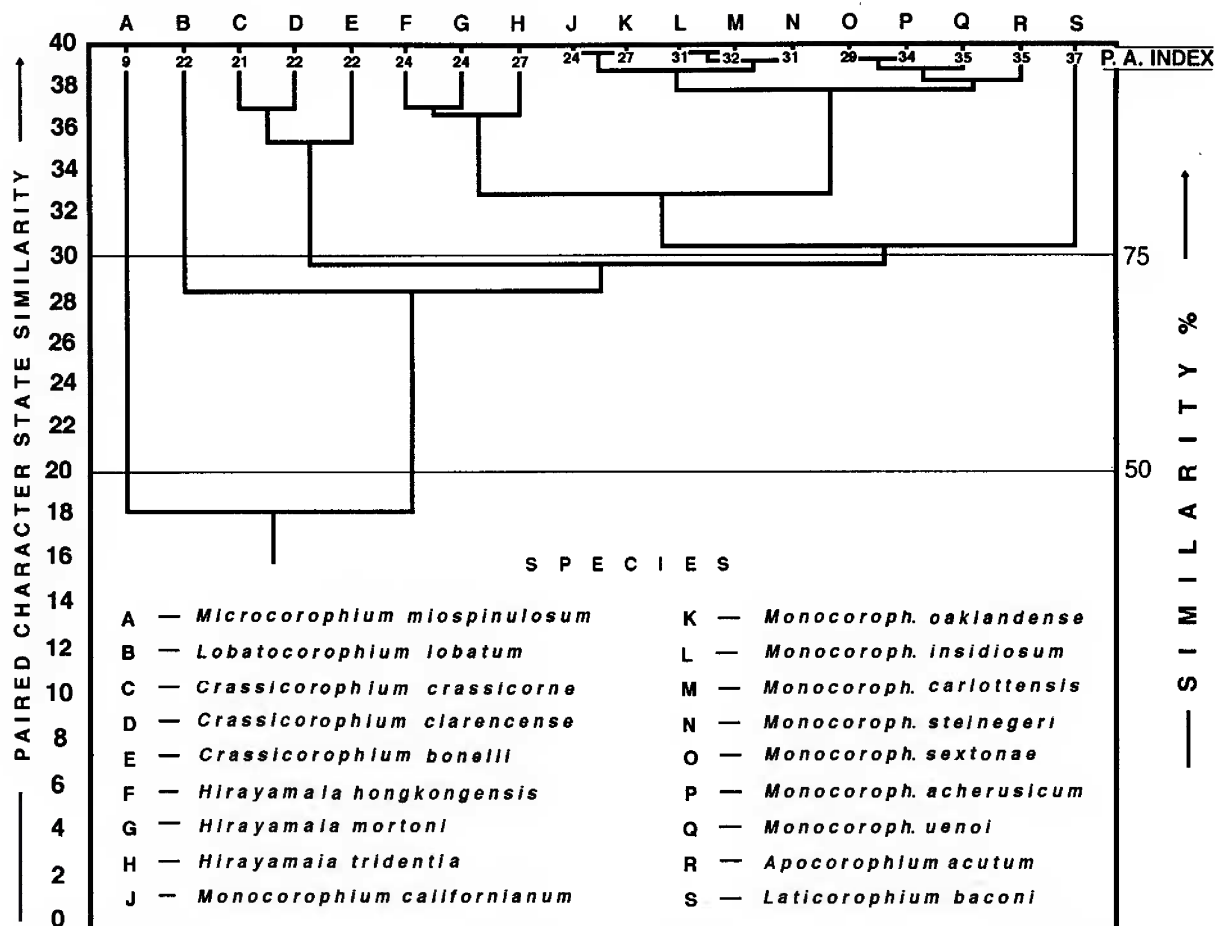 A B C D E F G H J K L M N O P Q R S
9 22 21 22 22 24 24 27 24 27 31 32 31 29 34 35 35 37 P. A. INDEX
40
38
36
34
32
30
28
26
24
22
20
18
16
14
12
10
8
6
4
2
0
PAIRED CHARACTER STATE SIMILARITY
75
50
SIMILARITY %
SPECIES
A — Microcorophium miospinulosum
B — Lobatocorophium lobatum
C — Crassicorophium crassicorne
D — Crassicorophium clarencense
E — Crassicorophium bonelli
F — Hirayamaia hongkongensis
G — Hirayamaia mortoni
H — Hirayamaia tridentia
J — Monocorophium californianum
K — Monocoroph. oaklandense
L — Monocoroph. insidiosum
M — Monocoroph. carlottensis
N — Monocoroph. steinegeri
O — Monocoroph. sextonae
P — Monocoroph. acherusicum
Q — Monocoroph. uenoi
R — Apocorophium acutum
S — Laticorophium baconi